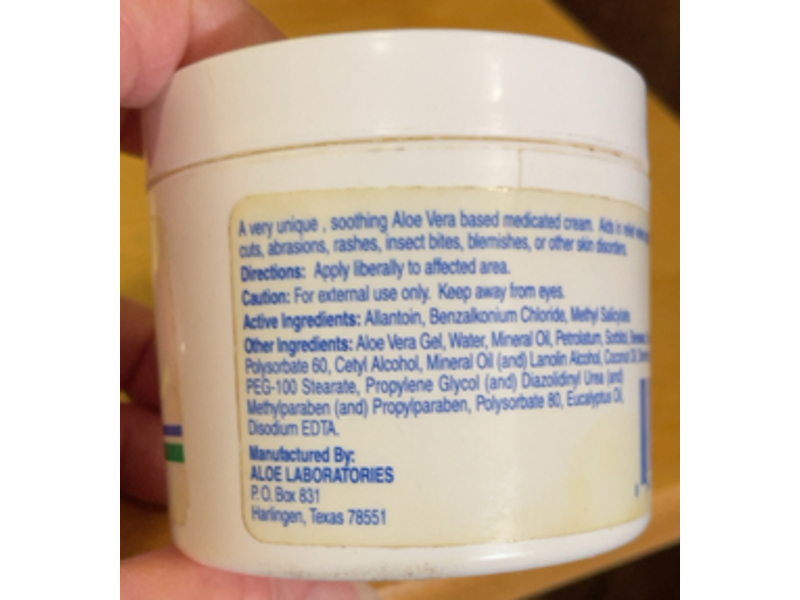 A very unique , soothing Aloe Vera based medicated cream. Aids in relief
cuts, abrasions, rashes, insect bites, blemishes, or other skin disorders.
Directions: Apply liberally to affected area.
Caution: For external use only. Keep away from eyes.
Active Ingredients: Allantoin, Benzalkonium Chloride, Methyl Salicylate
Other Ingredients: Aloe Vera Gel, Water, Mineral Oil, Petrolatum,
Polysorbate 60, Cetyl Alcohol, Mineral Oil (and) Lanolin Alcohol, Coconut Oil,
PEG-100 Stearate, Propylene Glycol (and) Diazolidinyl Urea (and)
Methylparaben (and) Propylparaben, Polysorbate 80, Eucalyptus Oil,
Disodium EDTA.
Manufactured By:
ALOE LABORATORIES
P.O. Box 831
Harlingen, Texas 78551